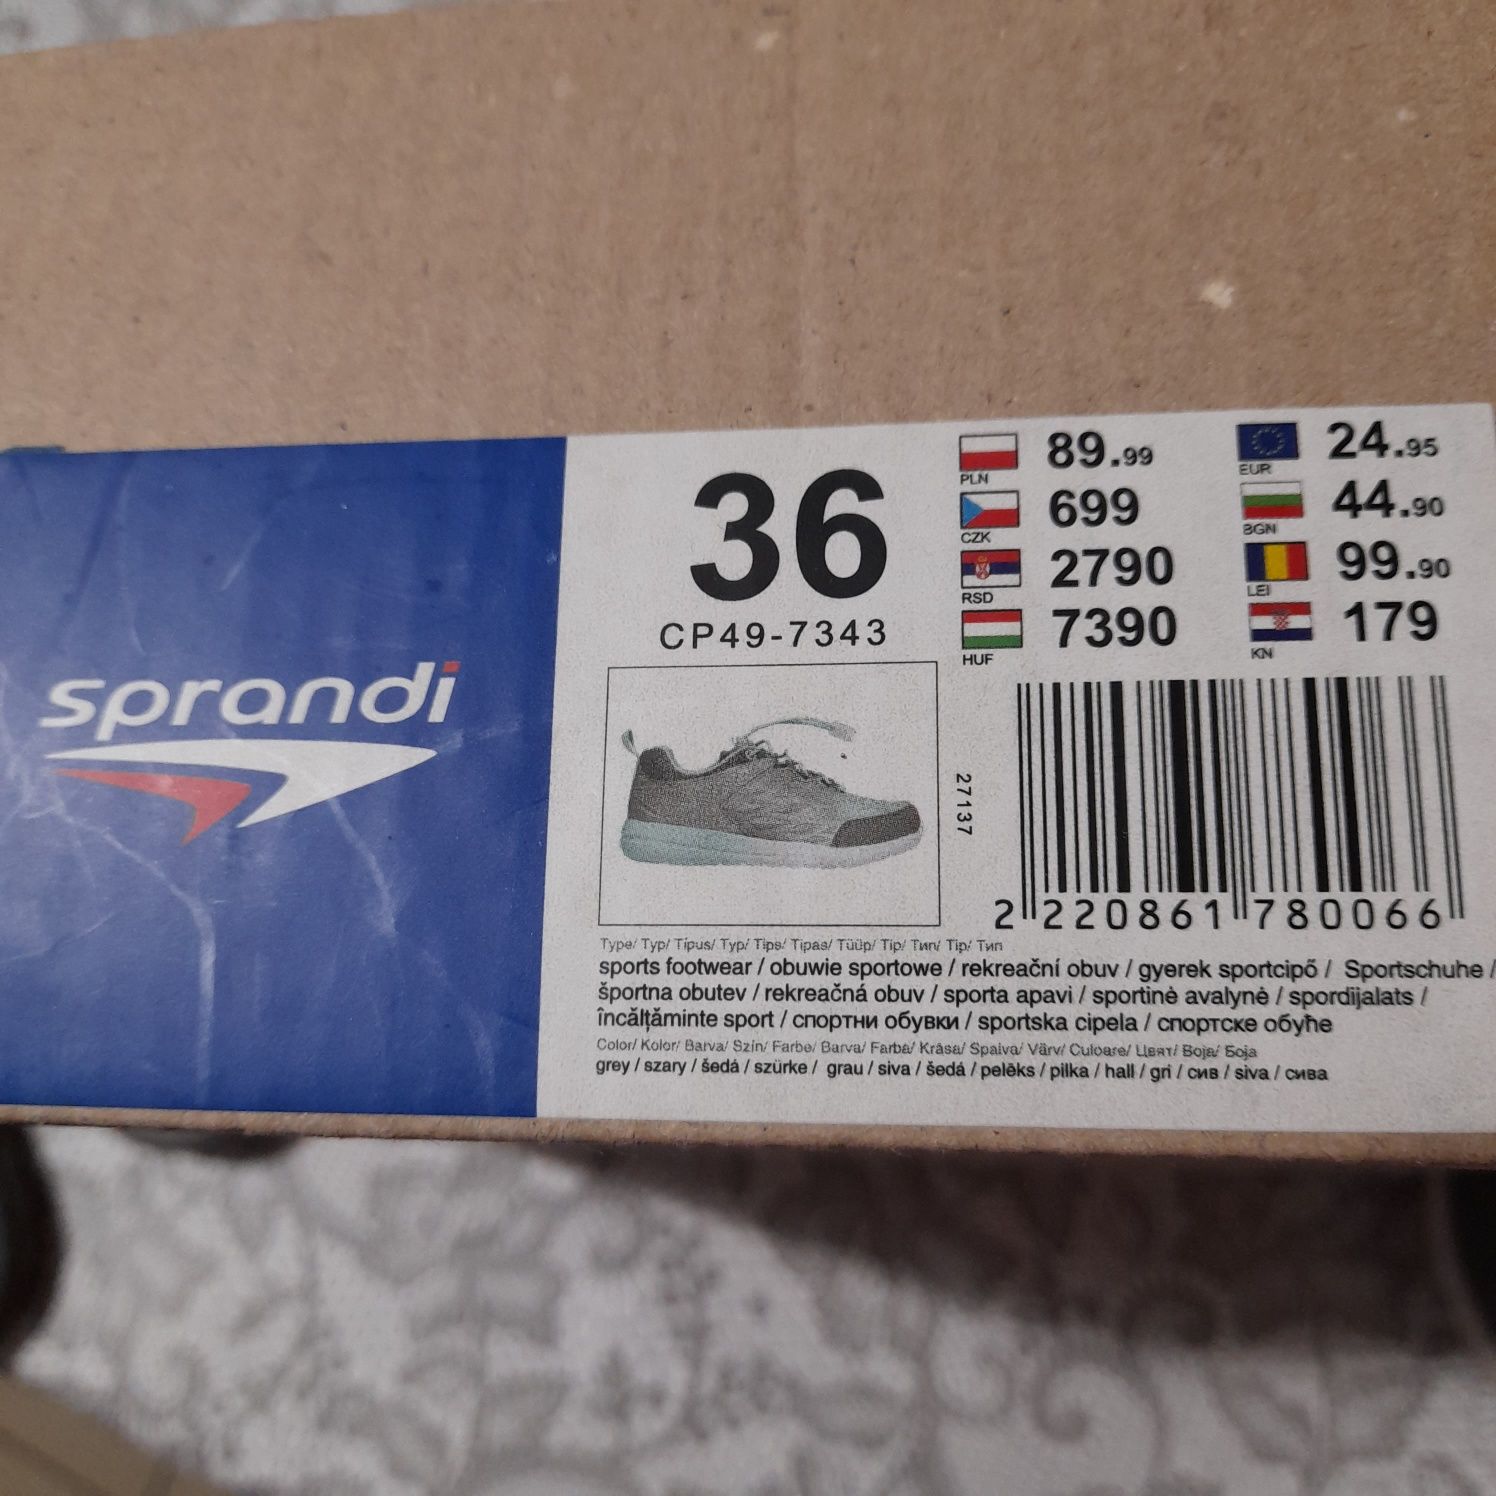 sprandi
36
CP49-7343
PLN 89.99
CZK 699
RSD 2790
HUF 7390
EUR 24.95
BGN 44.90
LEI 99.90
KN 179
27137
2 220861 780066
Type/ Typ/ Típus/ Typ/ Tips/ Tipas/ Tüüp/ Tip/ Тип/ Tip/ Тип
sports footwear / obuwie sportowe / rekreační obuv / gyerek sportcipő / Sportschuhe /
športna obutev / rekreačná obuv / sporta apavi / sportinė avalynė / spordijalats /
încălțăminte sport / спортни обувки / sportska cipela / спортске обуће
Color/ Kolor/ Barva/ Szín/ Farbe/ Barva/ Farba/ Krāsa/ Spalva/ Värv/ Culoare/ Цвят/ Boja/ Боја
grey / szary / šedá / szürke / grau / siva / šedá / pelēks / pilka / hall / gri / сив / siva / сива